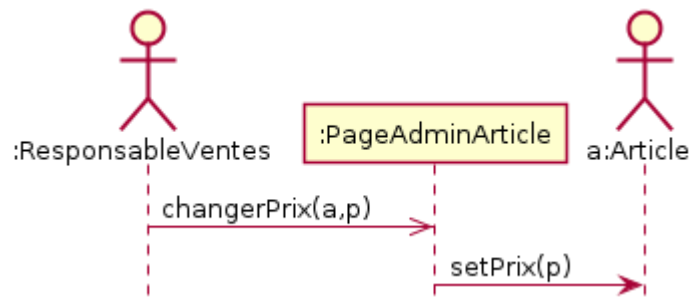 :ResponsableVentes
:PageAdminArticle
a:Article
changerPrix(a,p)
setPrix(p)